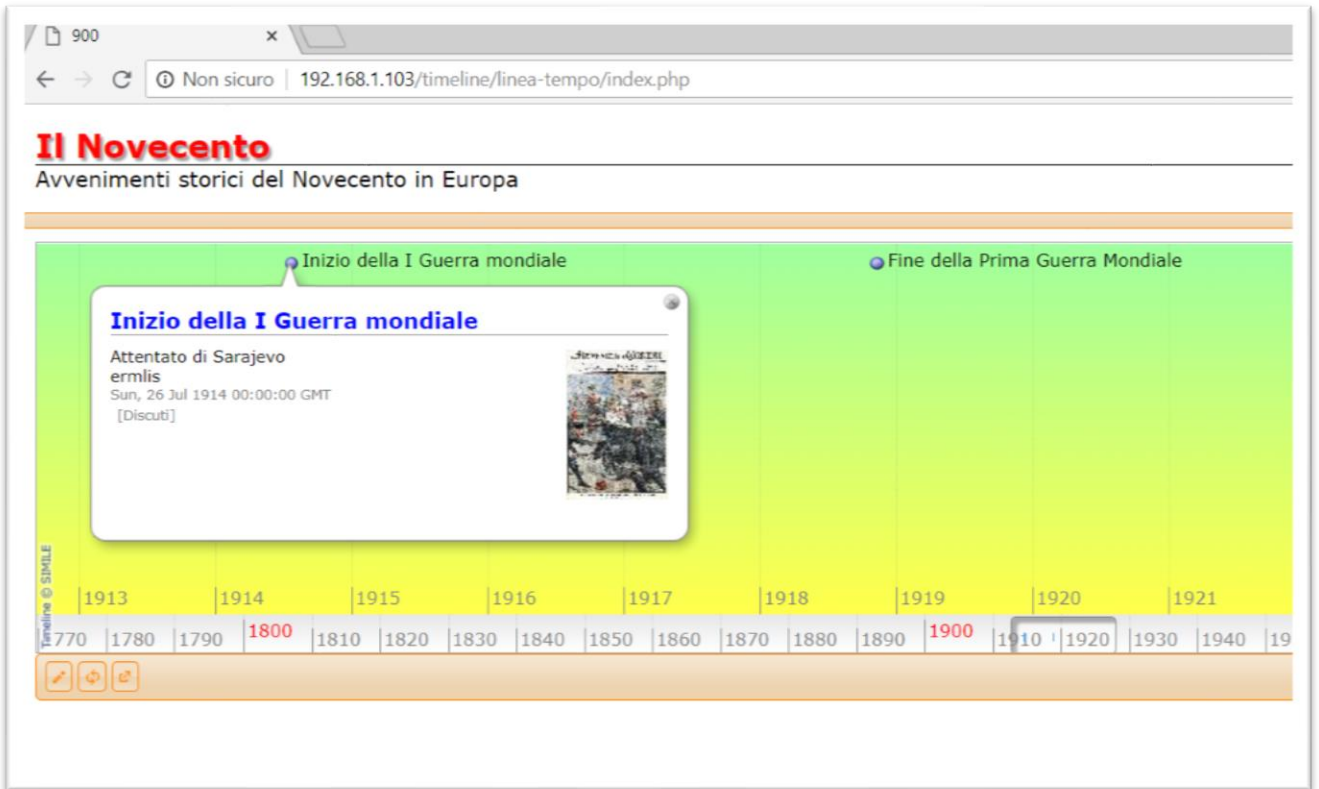 900
Non sicuro | 192.168.1.103/timeline/linea-tempo/index.php
Il Novecento
Avvenimenti storici del Novecento in Europa
Inizio della I Guerra mondiale
Fine della Prima Guerra Mondiale
Inizio della I Guerra mondiale
Attentato di Sarajevo
ermlis
Sun, 26 Jul 1914 00:00:00 GMT
[Discuti]
Timeline © SIMILE
1913 1914 1915 1916 1917 1918 1919 1920 1921
1770 1780 1790 1800 1810 1820 1830 1840 1850 1860 1870 1880 1890 1900 1910 1920 1930 1940 19